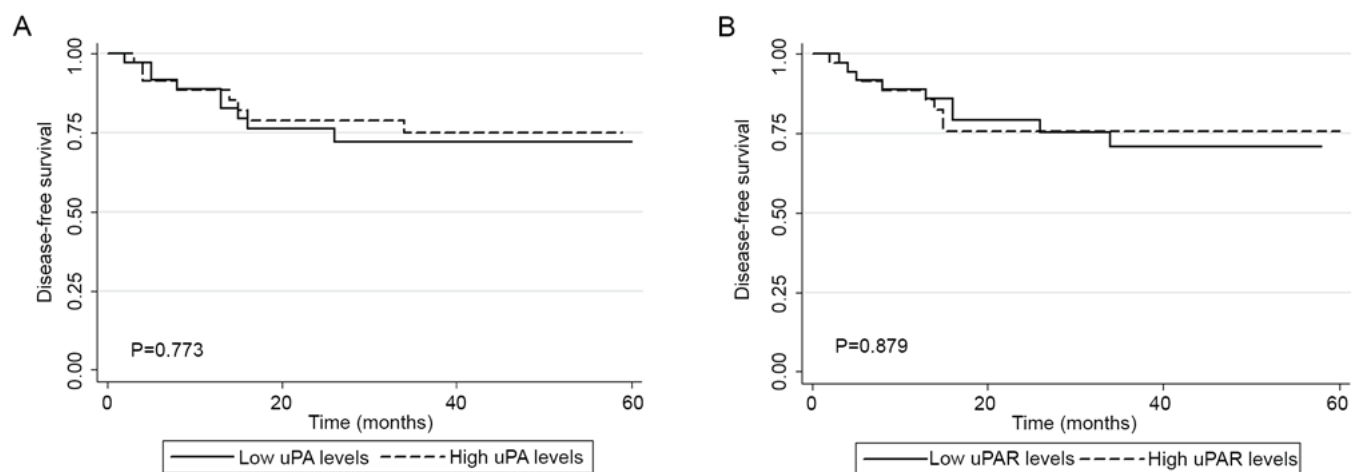 A
Disease-free survival
1.00
0.75
0.50
0.25
0.00
P=0.773
0
20
40
60
Time (months)
Low uPA levels
High uPA levels
B
Disease-free survival
1.00
0.75
0.50
0.25
0.00
P=0.879
0
20
40
60
Time (months)
Low uPAR levels
High uPAR levels